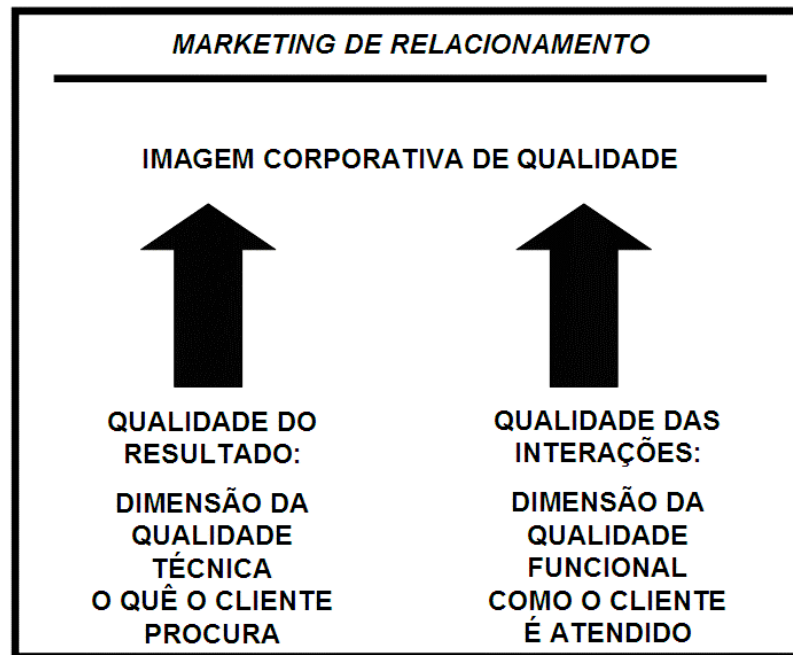 MARKETING DE RELACIONAMENTO
IMAGEM CORPORATIVA DE QUALIDADE
QUALIDADE DO
RESULTADO:
DIMENSÃO DA
QUALIDADE
TÉCNICA
O QUÊ O CLIENTE
PROCURA
QUALIDADE DAS
INTERAÇÕES:
DIMENSÃO DA
QUALIDADE
FUNCIONAL
COMO O CLIENTE
É ATENDIDO